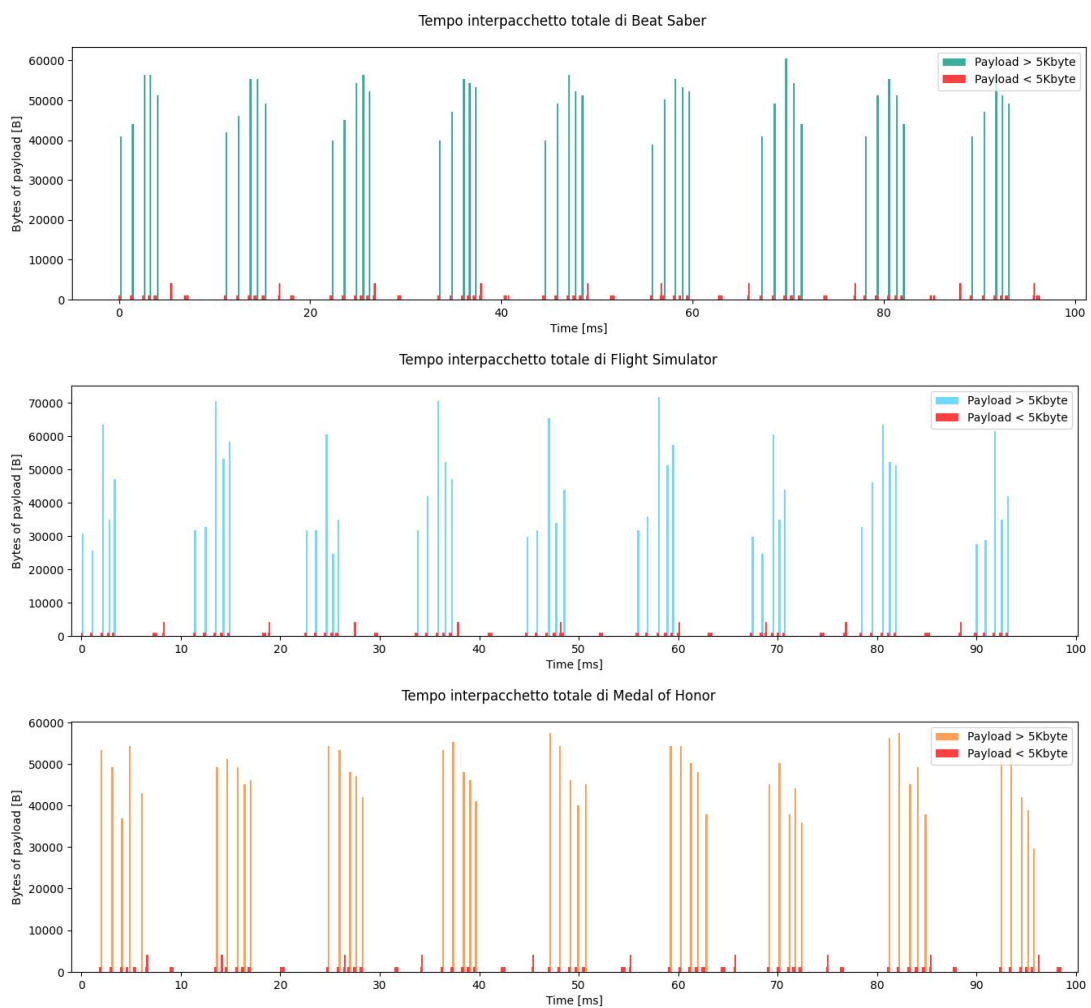 Tempo interpacchetto totale di Beat Saber
Payload > 5Kbyte
Payload < 5Kbyte
Bytes of payload [B]
60000
50000
40000
30000
20000
10000
0
0 20 40 60 80 100
Time [ms]
Tempo interpacchetto totale di Flight Simulator
Payload > 5Kbyte
Payload < 5Kbyte
Bytes of payload [B]
70000
60000
50000
40000
30000
20000
10000
0
0 10 20 30 40 50 60 70 80 90 100
Time [ms]
Tempo interpacchetto totale di Medal of Honor
Payload > 5Kbyte
Payload < 5Kbyte
Bytes of payload [B]
60000
50000
40000
30000
20000
10000
0
0 10 20 30 40 50 60 70 80 90 100
Time [ms]